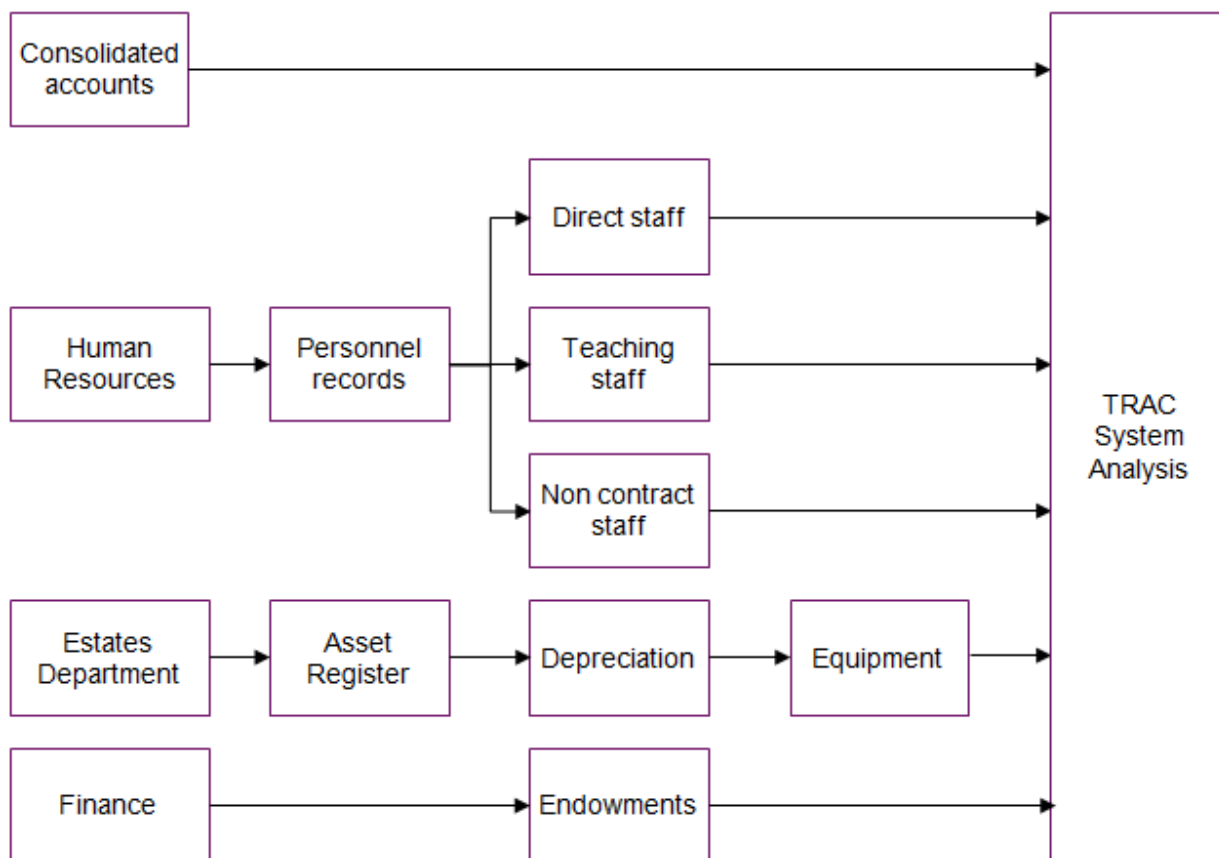 Consolidated
accounts
Direct staff
Human
Resources
Personnel
records
Teaching
staff
TRAC
System
Analysis
Non contract
staff
Estates
Department
Asset
Register
Depreciation
Equipment
Finance
Endowments